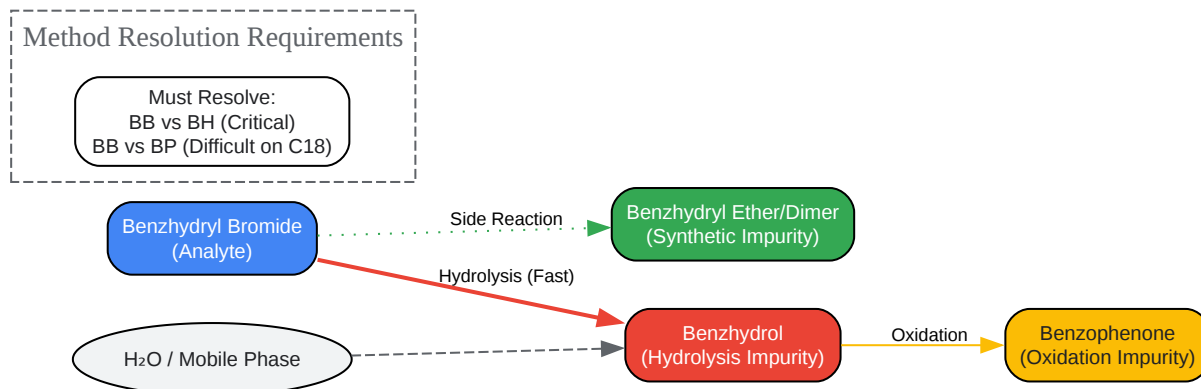 Method Resolution Requirements
Must Resolve:
BB vs BH (Critical)
BB vs BP (Difficult on C18)
Benzhydryl Bromide
(Analyte)
Side Reaction
Benzhydryl Ether/Dimer
(Synthetic Impurity)
Hydrolysis (Fast)
H₂O / Mobile Phase
Benzhydrol
(Hydrolysis Impurity)
Oxidation
Benzophenone
(Oxidation Impurity)